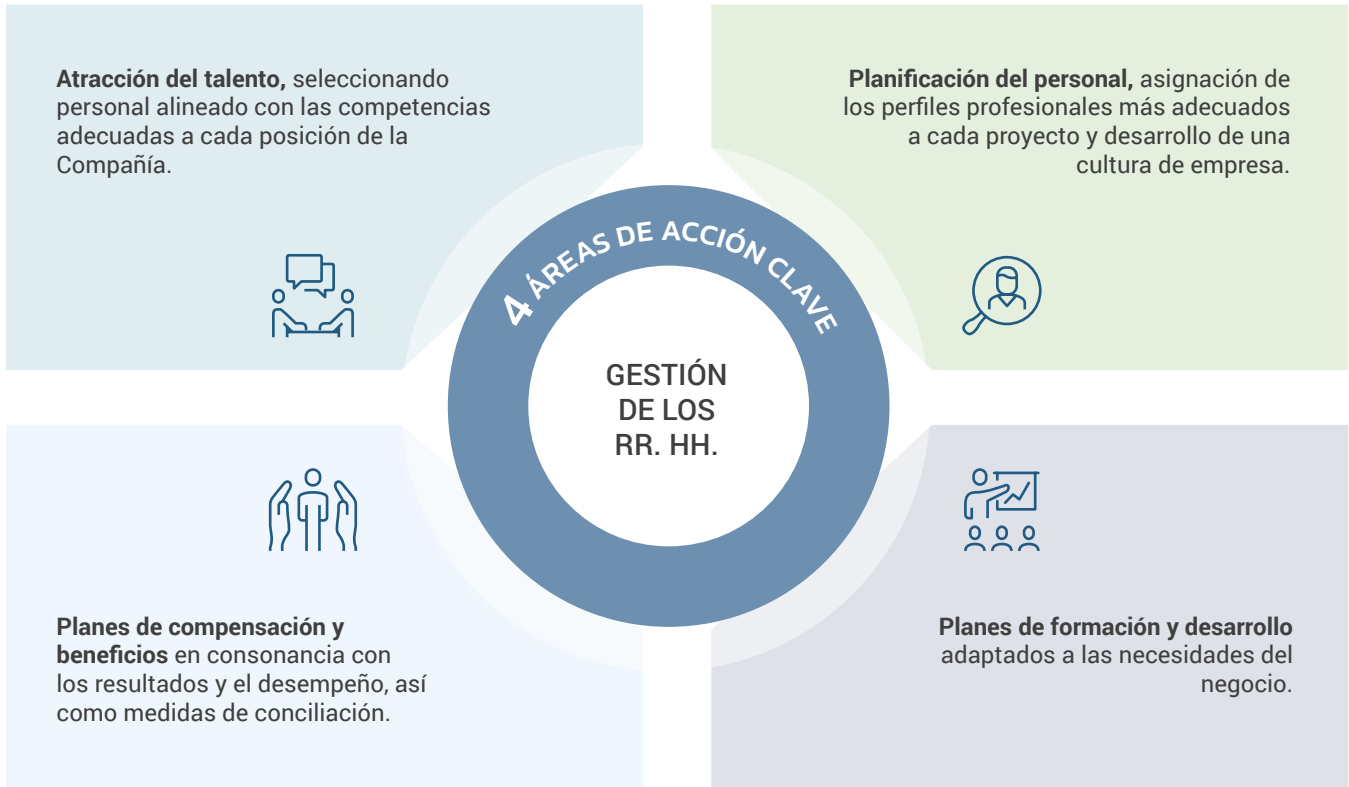 Atracción del talento, seleccionando
personal alineado con las competencias
adecuadas a cada posición de la
Compañía.
Planificación del personal, asignación de
los perfiles profesionales más adecuados
a cada proyecto y desarrollo de una
cultura de empresa.
4 ÁREAS DE ACCIÓN CLAVE
GESTIÓN
DE LOS
RR. HH.
Planes de compensación y
beneficios en consonancia con
los resultados y el desempeño, así
como medidas de conciliación.
Planes de formación y desarrollo
adaptados a las necesidades del
negocio.